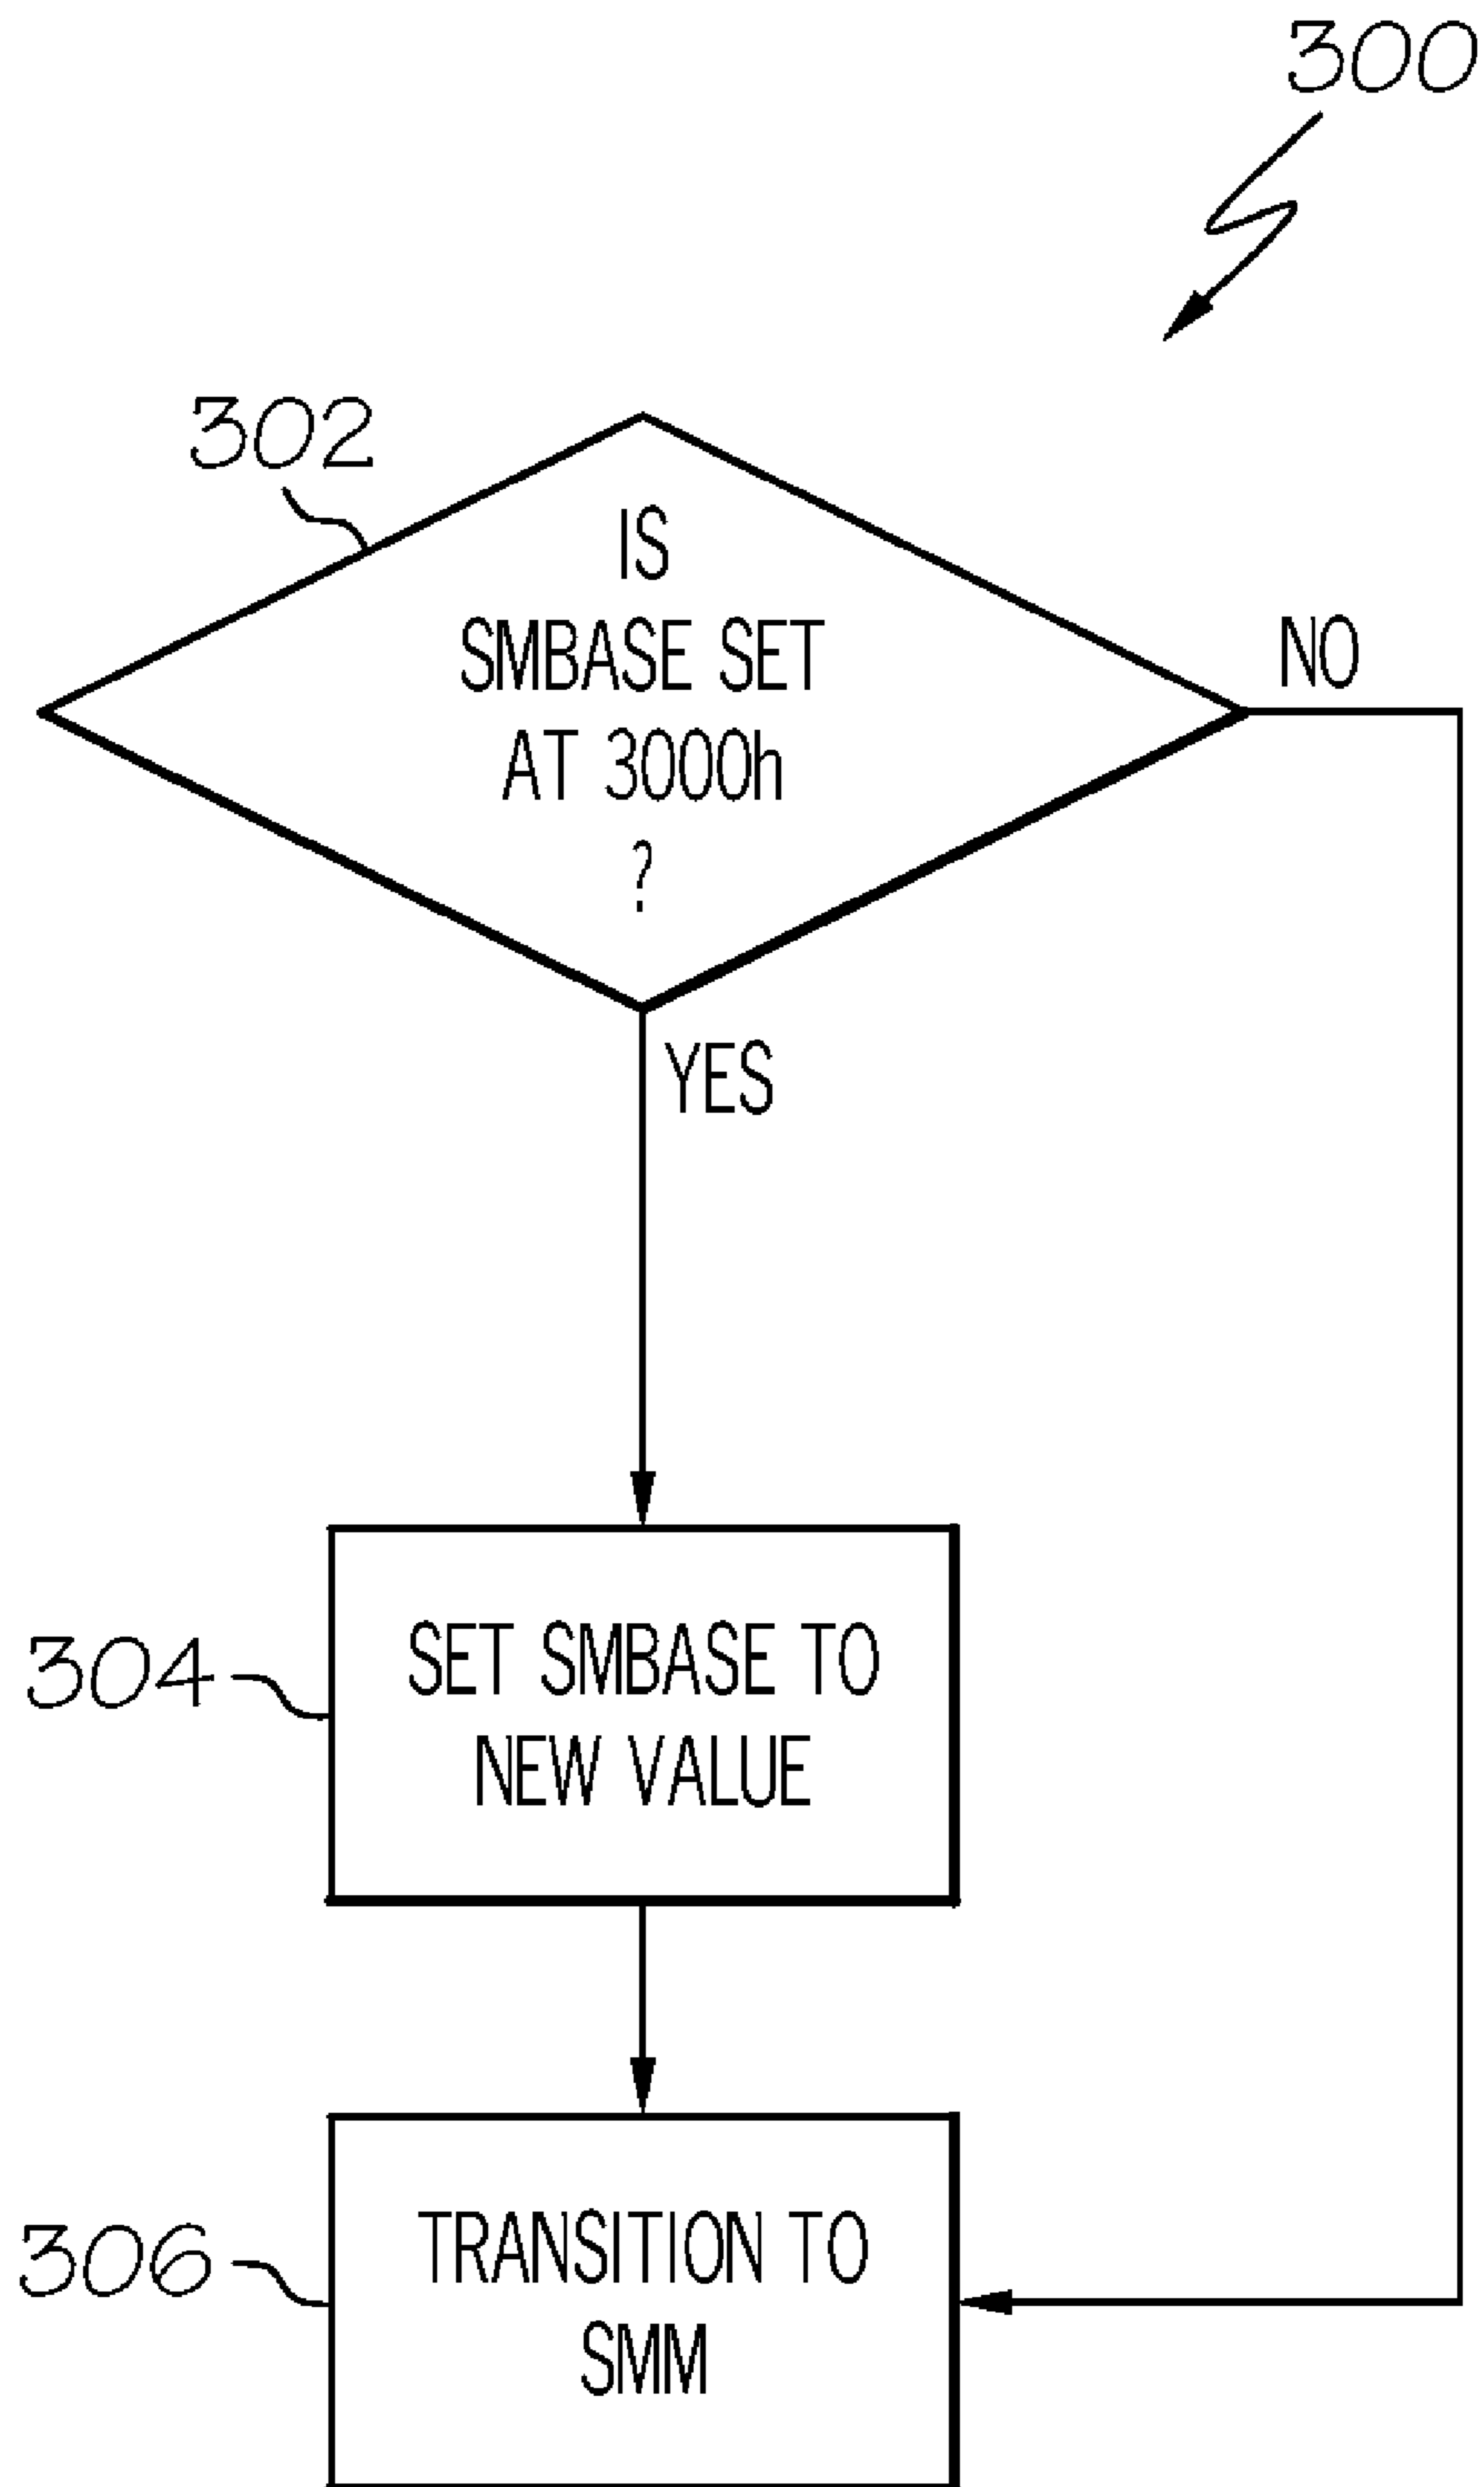 300
302
IS
SMBASE SET
AT 3000h
?
NO
YES
304
SET SMBASE TO
NEW VALUE
306
TRANSITION TO
SMM